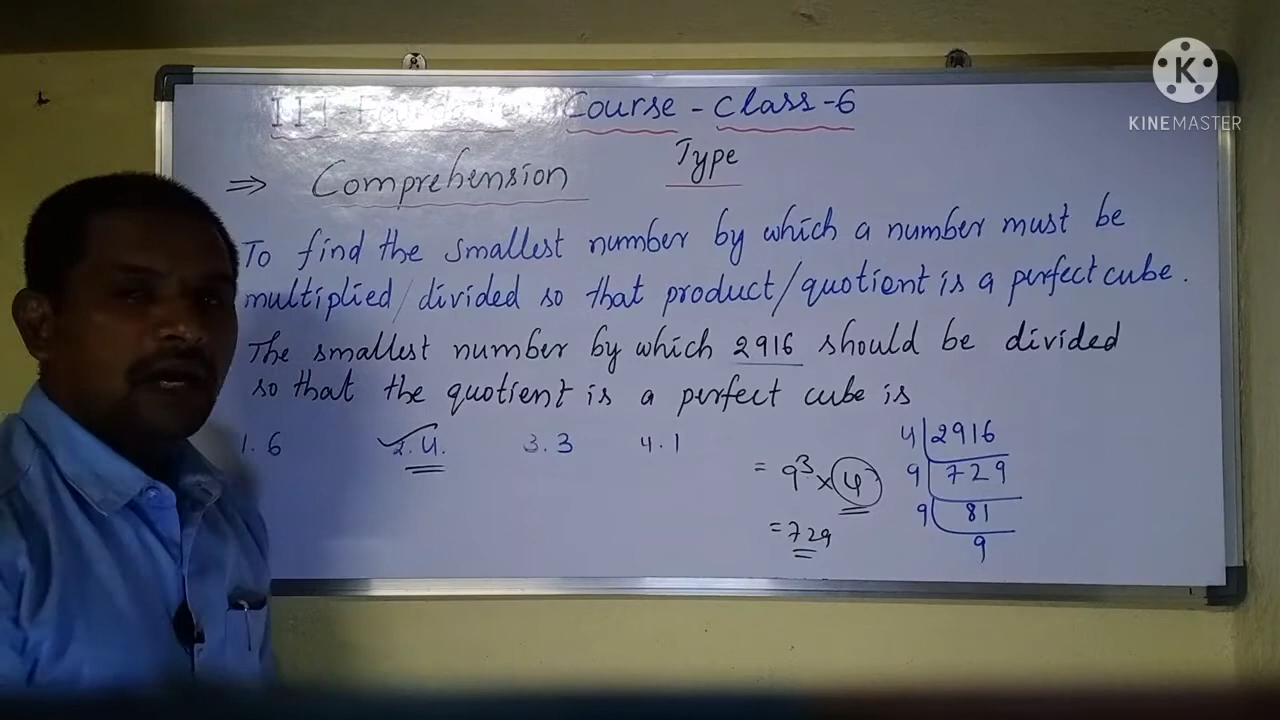 Course - Class-6
⇒ Comprehension Type
To find the smallest number by which a number must be
multiplied/divided so that product/quotient is a perfect cube.
The smallest number by which 2916 should be divided
so that the quotient is a perfect cube is
1. 6 2. 4. 3. 3 4. 1
= 9³ × 4
= 729
4 | 2916
9 | 729
9 | 81
9
K
KINEMASTER